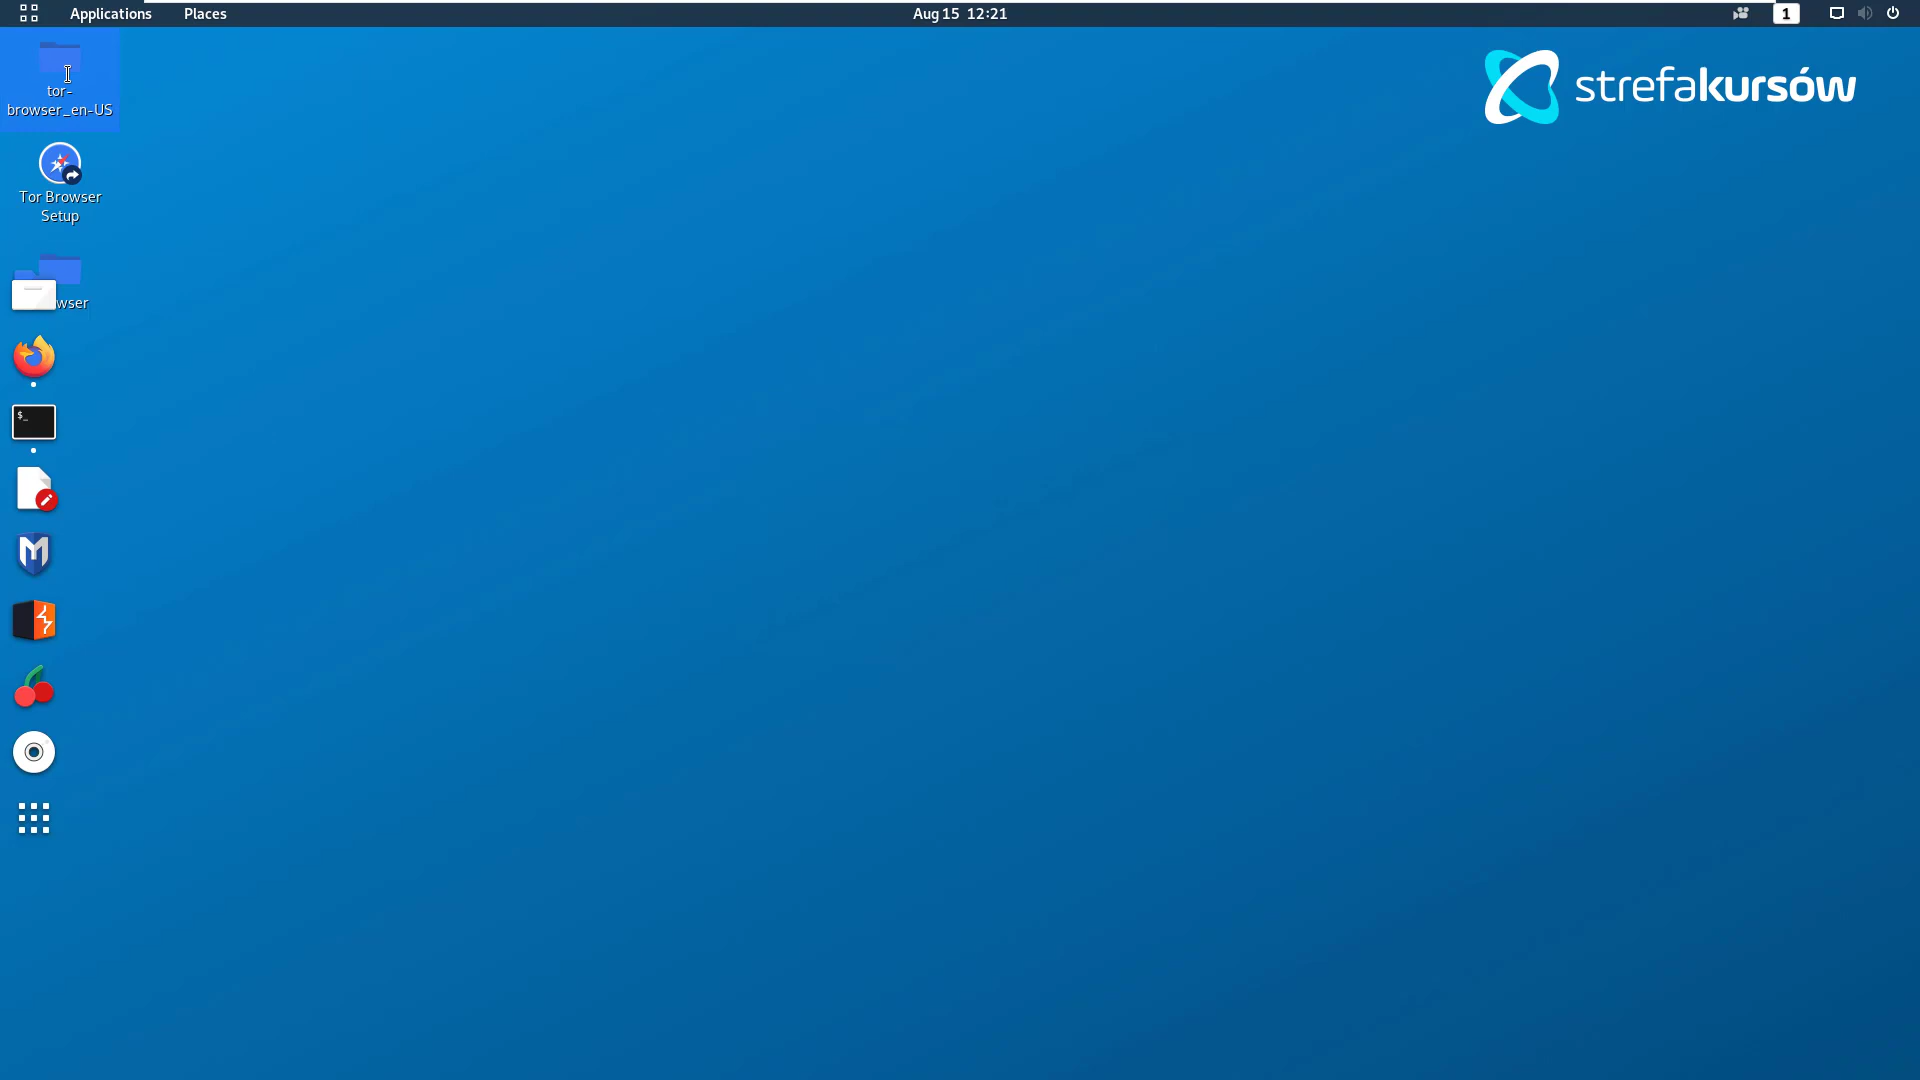 Applications Places Aug 15 12:21 1
strefakursów
tor-
browser_en-US
Tor Browser
Setup
wser
$_